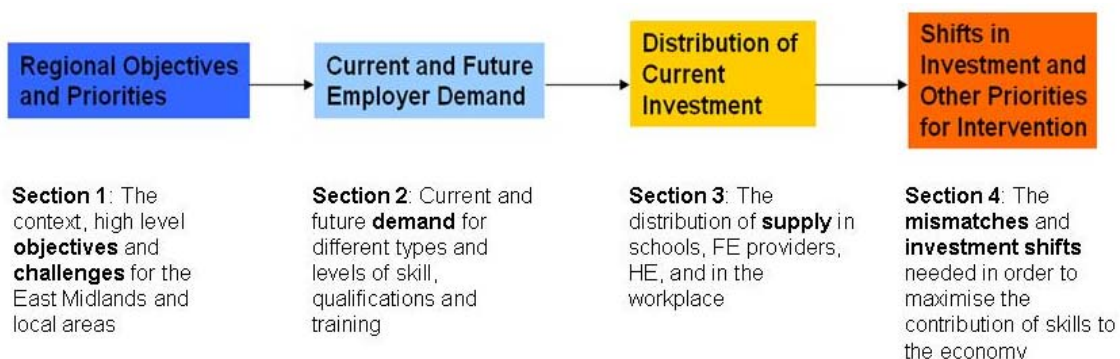 Regional Objectives
and Priorities
Current and Future
Employer Demand
Distribution of
Current
Investment
Shifts in
Investment and
Other Priorities
for Intervention
Section 1: The
context, high level
objectives and
challenges for the
East Midlands and
local areas
Section 2: Current and
future demand for
different types and
levels of skill,
qualifications and
training
Section 3: The
distribution of supply in
schools, FE providers,
HE, and in the
workplace
Section 4: The
mismatches and
investment shifts
needed in order to
maximise the
contribution of skills to
the economy